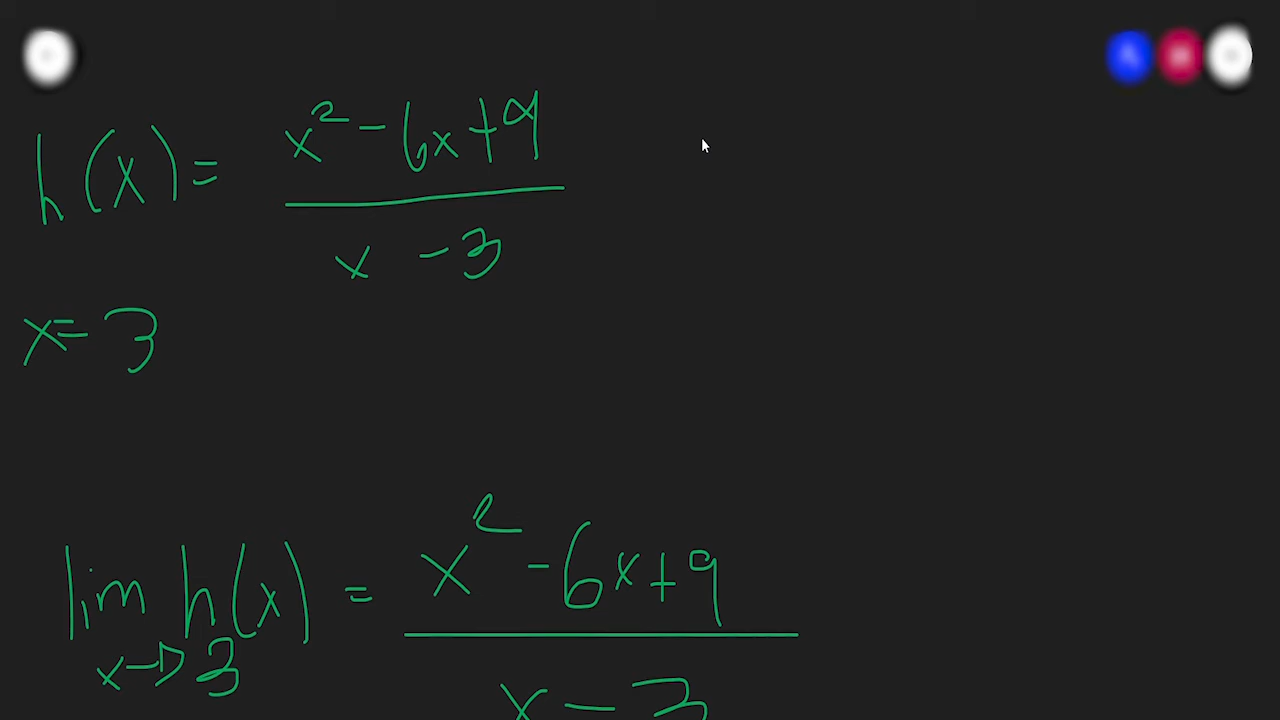 h(x) = x² - 6x + 9
x - 3
x = 3
lim h(x) = x² - 6x + 9
x → 3
x - 3